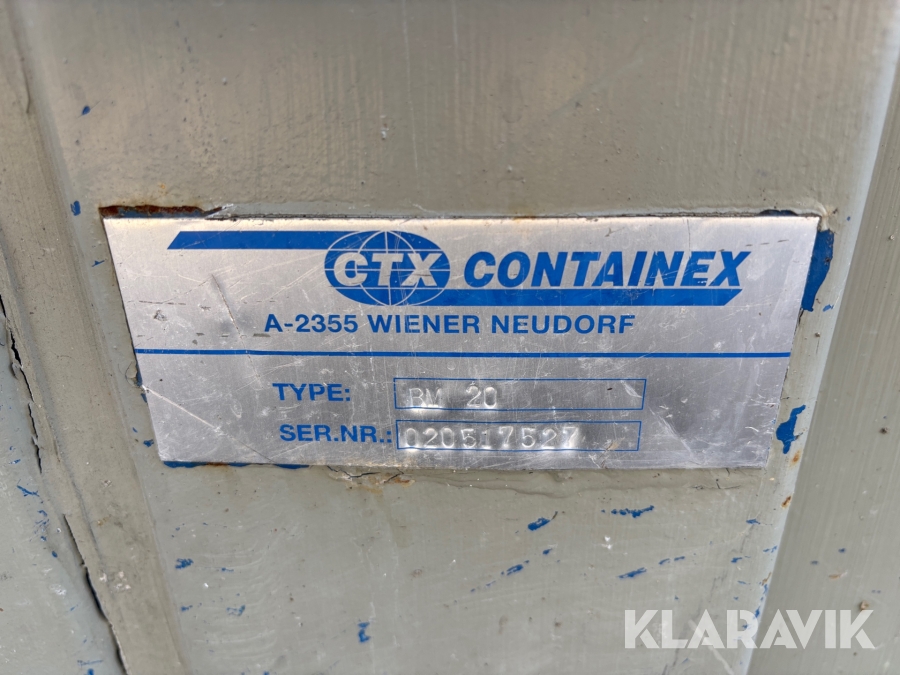 CTX CONTAINEX
A-2355 WIENER NEUDORF
TYPE: BM 20
SER.NR.: 020517527
KLARAVIK